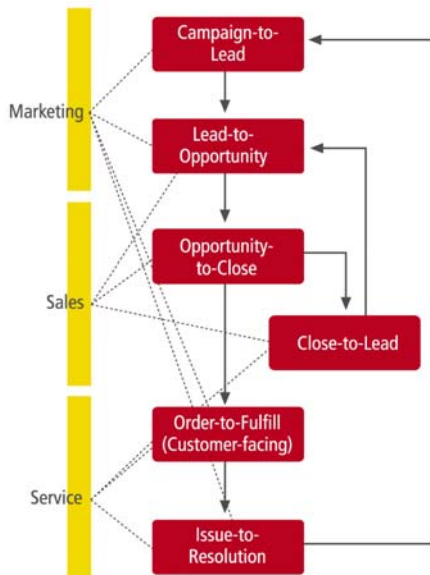 Campaign-to-
Lead
Marketing
Lead-to-
Opportunity
Opportunity-
to-Close
Sales
Close-to-Lead
Order-to-Fulfill
(Customer-facing)
Service
Issue-to-
Resolution